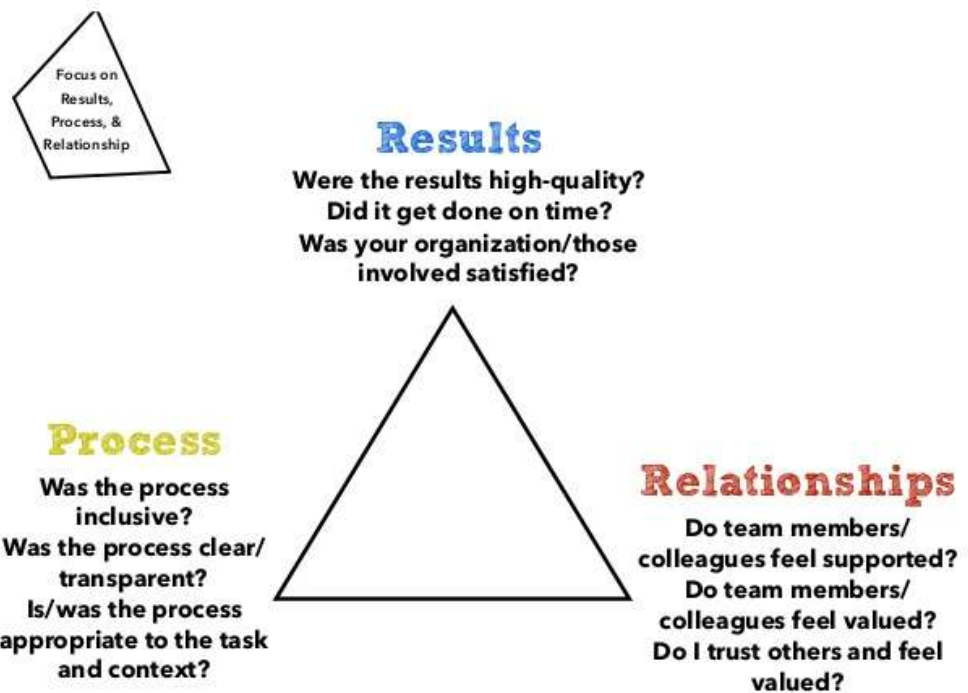 Focus on
Results,
Process, &
Relationship
Results
Were the results high-quality?
Did it get done on time?
Was your organization/those
involved satisfied?
Process
Was the process
inclusive?
Was the process clear/
transparent?
Is/was the process
appropriate to the task
and context?
Relationships
Do team members/
colleagues feel supported?
Do team members/
colleagues feel valued?
Do I trust others and feel
valued?